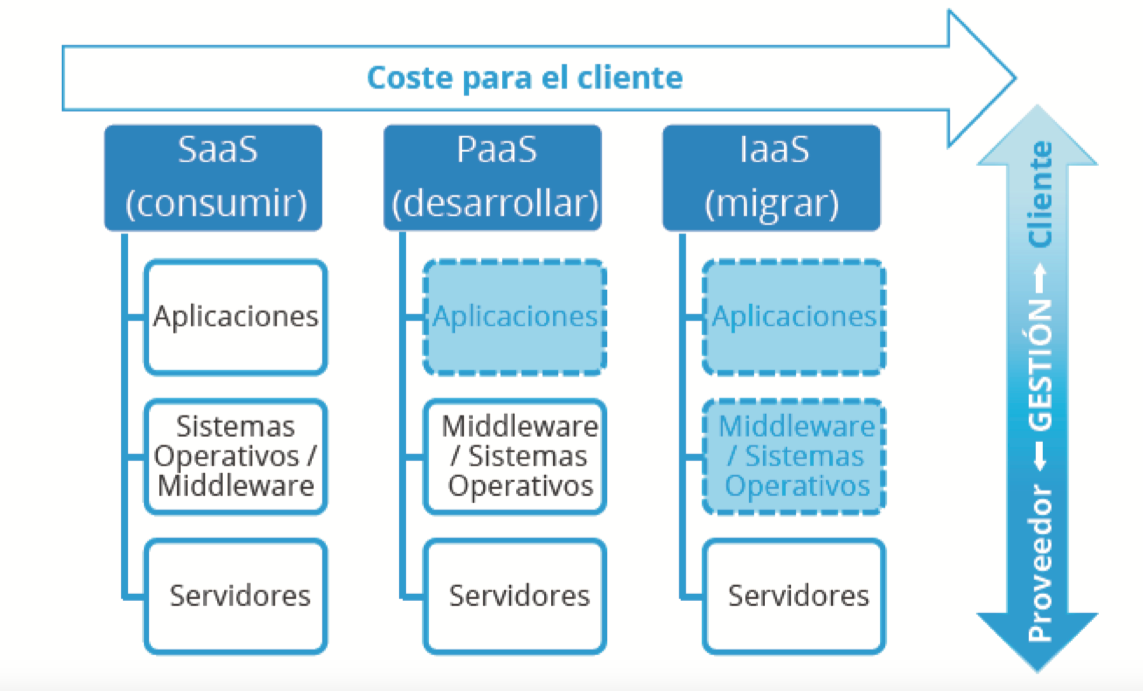 Coste para el cliente
SaaS
(consumir)
PaaS
(desarrollar)
IaaS
(migrar)
Aplicaciones
Aplicaciones
Aplicaciones
Sistemas
Operativos /
Middleware
Middleware
/ Sistemas
Operativos
Middleware
/ Sistemas
Operativos
Servidores
Servidores
Servidores
Proveedor ← GESTIÓN → Cliente